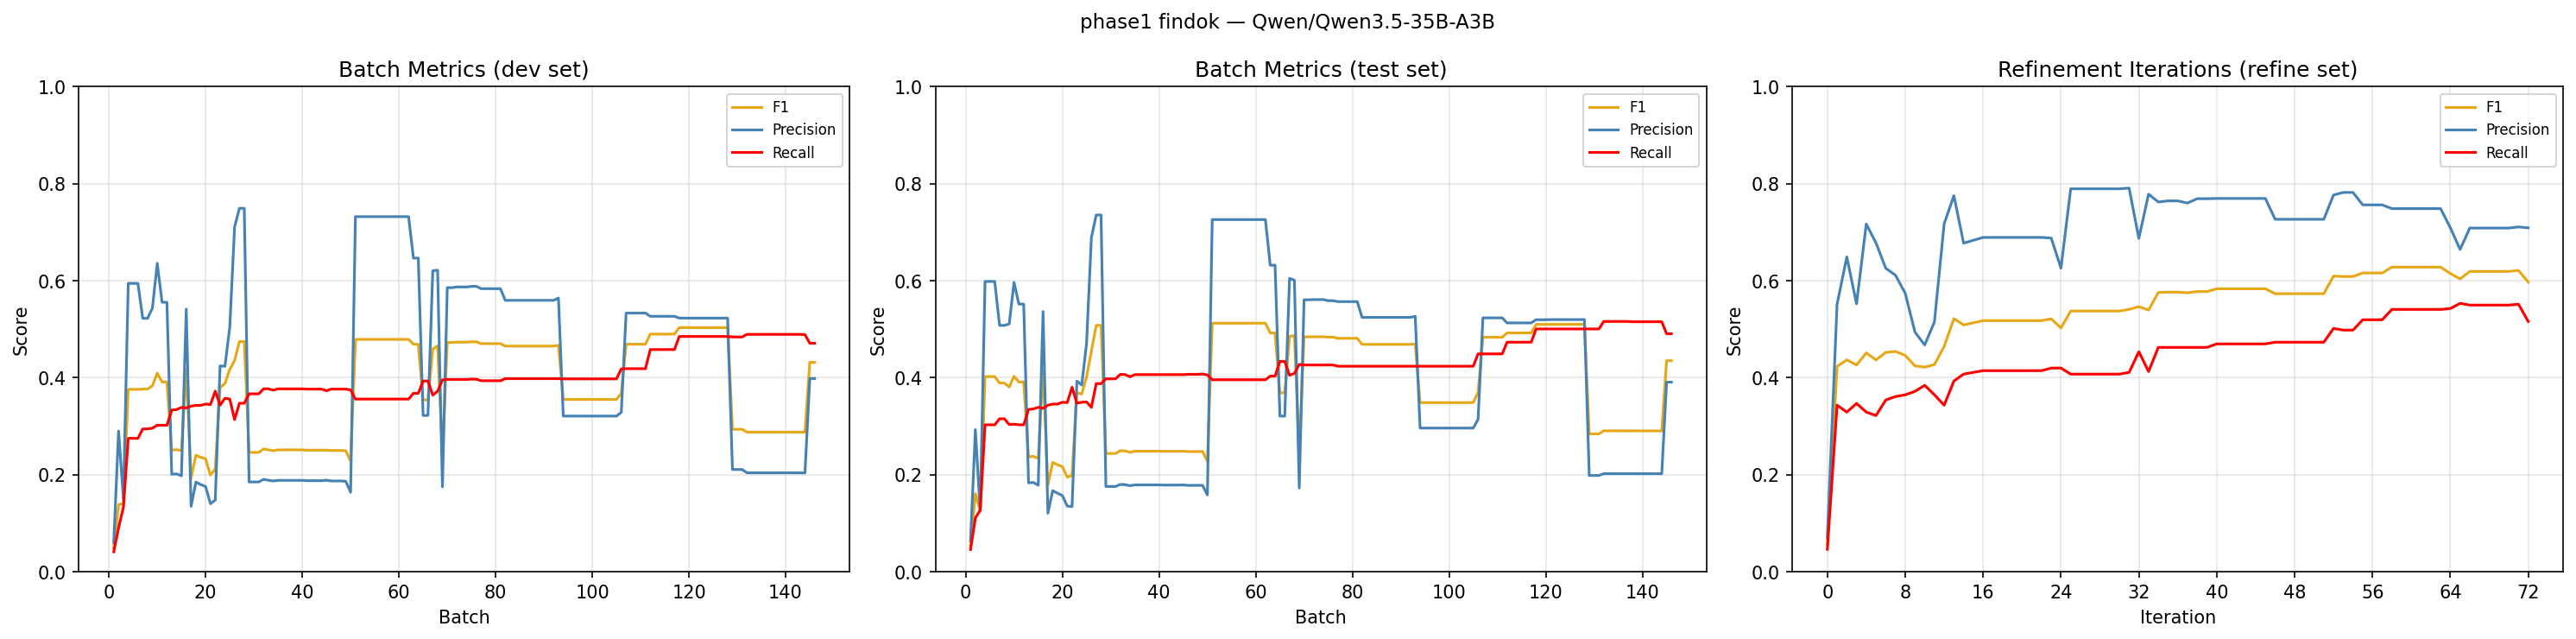 phase1 findok — Qwen/Qwen3.5-35B-A3B
Batch Metrics (dev set)
Score
1.0
0.8
0.6
0.4
0.2
0.0
F1
Precision
Recall
0 20 40 60 80 100 120 140
Batch
Batch Metrics (test set)
Score
1.0
0.8
0.6
0.4
0.2
0.0
F1
Precision
Recall
0 20 40 60 80 100 120 140
Batch
Refinement Iterations (refine set)
Score
1.0
0.8
0.6
0.4
0.2
0.0
F1
Precision
Recall
0 8 16 24 32 40 48 56 64 72
Iteration